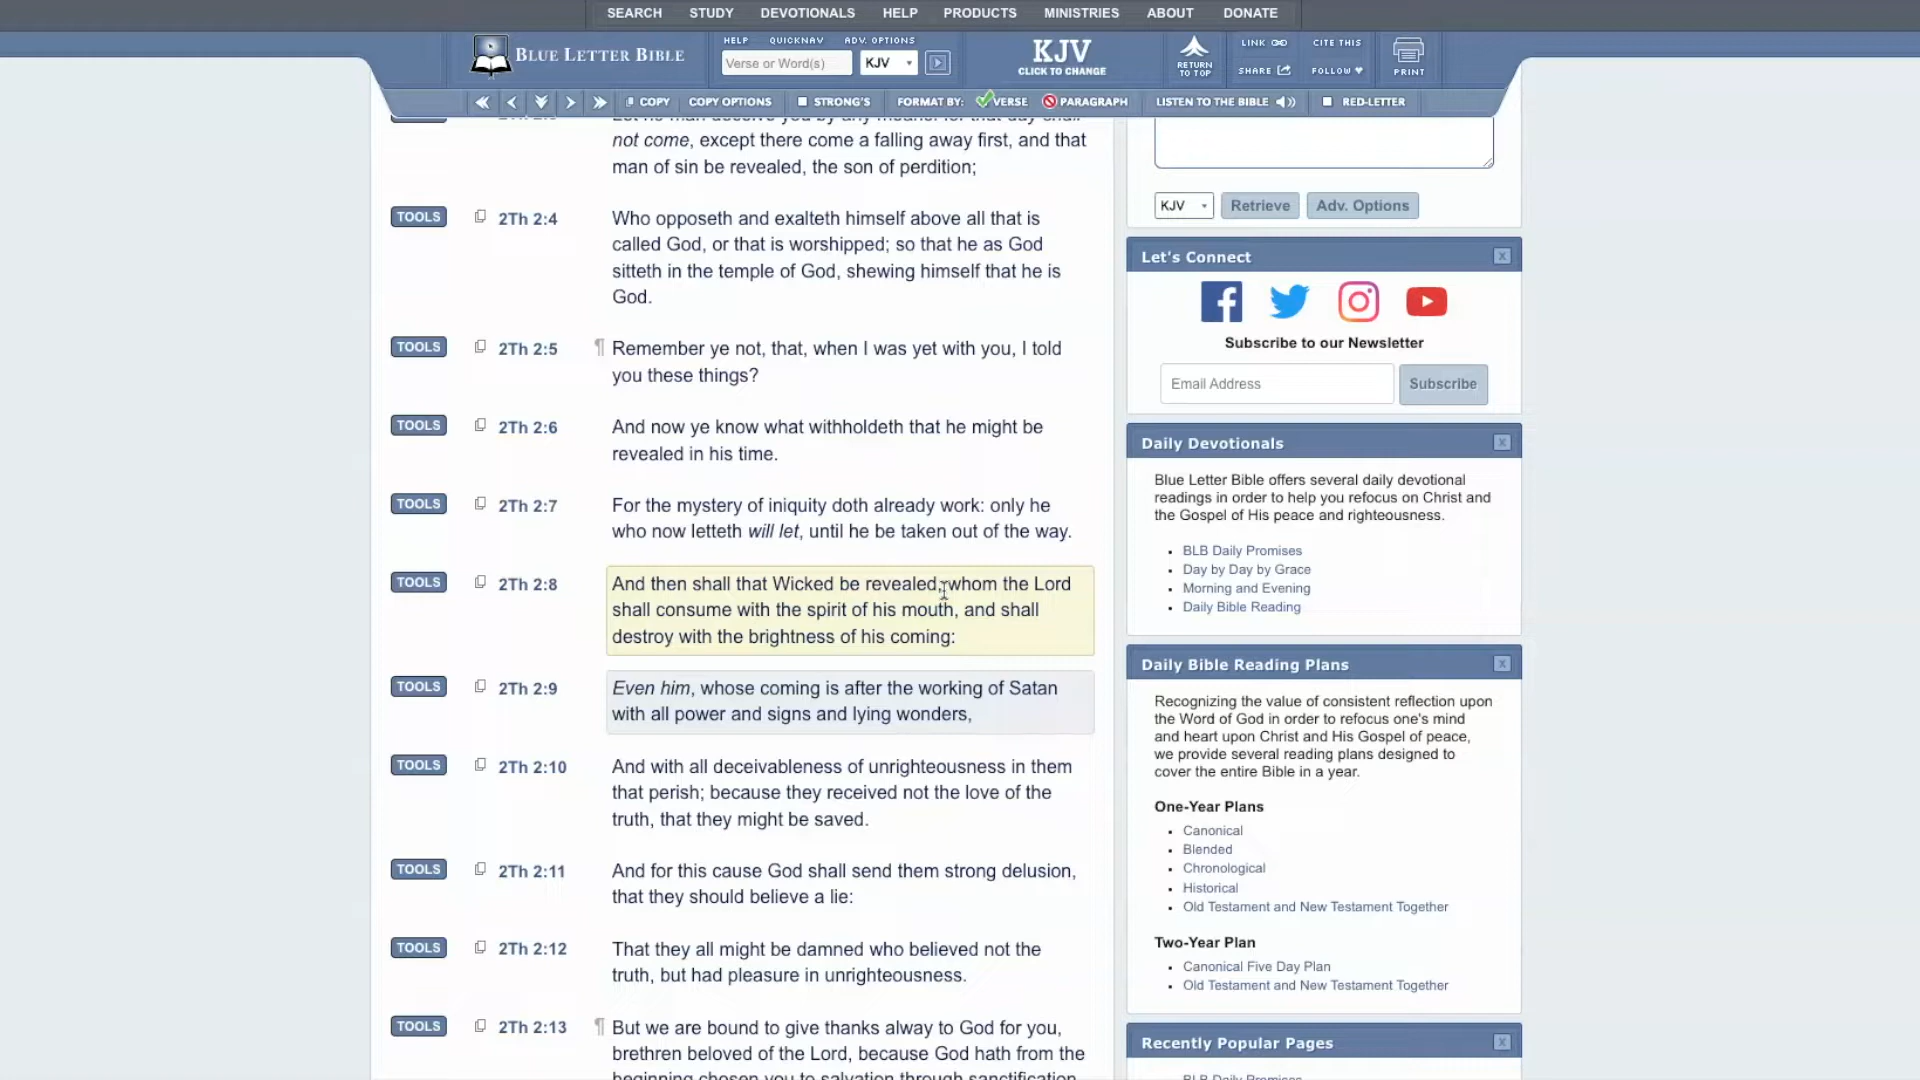 SEARCH STUDY DEVOTIONALS HELP PRODUCTS MINISTRIES ABOUT DONATE
BLUE LETTER BIBLE
HELP QUICKNAV ADV. OPTIONS
Verse or Word(s) KJV
KJV
CLICK TO CHANGE
RETURN
TO TOP
LINK CITE THIS
SHARE FOLLOW
PRINT
COPY COPY OPTIONS STRONG'S FORMAT BY: VERSE PARAGRAPH LISTEN TO THE BIBLE RED-LETTER
Let no man deceive you by any means: for that day shall
not come, except there come a falling away first, and that
man of sin be revealed, the son of perdition;
TOOLS 2Th 2:4 Who opposeth and exalteth himself above all that is
called God, or that is worshipped; so that he as God
sitteth in the temple of God, shewing himself that he is
God.
TOOLS 2Th 2:5 ¶ Remember ye not, that, when I was yet with you, I told
you these things?
TOOLS 2Th 2:6 And now ye know what withholdeth that he might be
revealed in his time.
TOOLS 2Th 2:7 For the mystery of iniquity doth already work: only he
who now letteth will let, until he be taken out of the way.
TOOLS 2Th 2:8 And then shall that Wicked be revealed, whom the Lord
shall consume with the spirit of his mouth, and shall
destroy with the brightness of his coming:
TOOLS 2Th 2:9 Even him, whose coming is after the working of Satan
with all power and signs and lying wonders,
TOOLS 2Th 2:10 And with all deceivableness of unrighteousness in them
that perish; because they received not the love of the
truth, that they might be saved.
TOOLS 2Th 2:11 And for this cause God shall send them strong delusion,
that they should believe a lie:
TOOLS 2Th 2:12 That they all might be damned who believed not the
truth, but had pleasure in unrighteousness.
TOOLS 2Th 2:13 ¶ But we are bound to give thanks alway to God for you,
brethren beloved of the Lord, because God hath from the
beginning chosen you to salvation through sanctification
KJV Retrieve Adv. Options
Let's Connect
Subscribe to our Newsletter
Email Address Subscribe
Daily Devotionals
Blue Letter Bible offers several daily devotional
readings in order to help you refocus on Christ and
the Gospel of His peace and righteousness.
BLB Daily Promises
Day by Day by Grace
Morning and Evening
Daily Bible Reading
Daily Bible Reading Plans
Recognizing the value of consistent reflection upon
the Word of God in order to refocus one's mind
and heart upon Christ and His Gospel of peace,
we provide several reading plans designed to
cover the entire Bible in a year.
One-Year Plans
Canonical
Blended
Chronological
Historical
Old Testament and New Testament Together
Two-Year Plan
Canonical Five Day Plan
Old Testament and New Testament Together
Recently Popular Pages
BLB Daily Promises